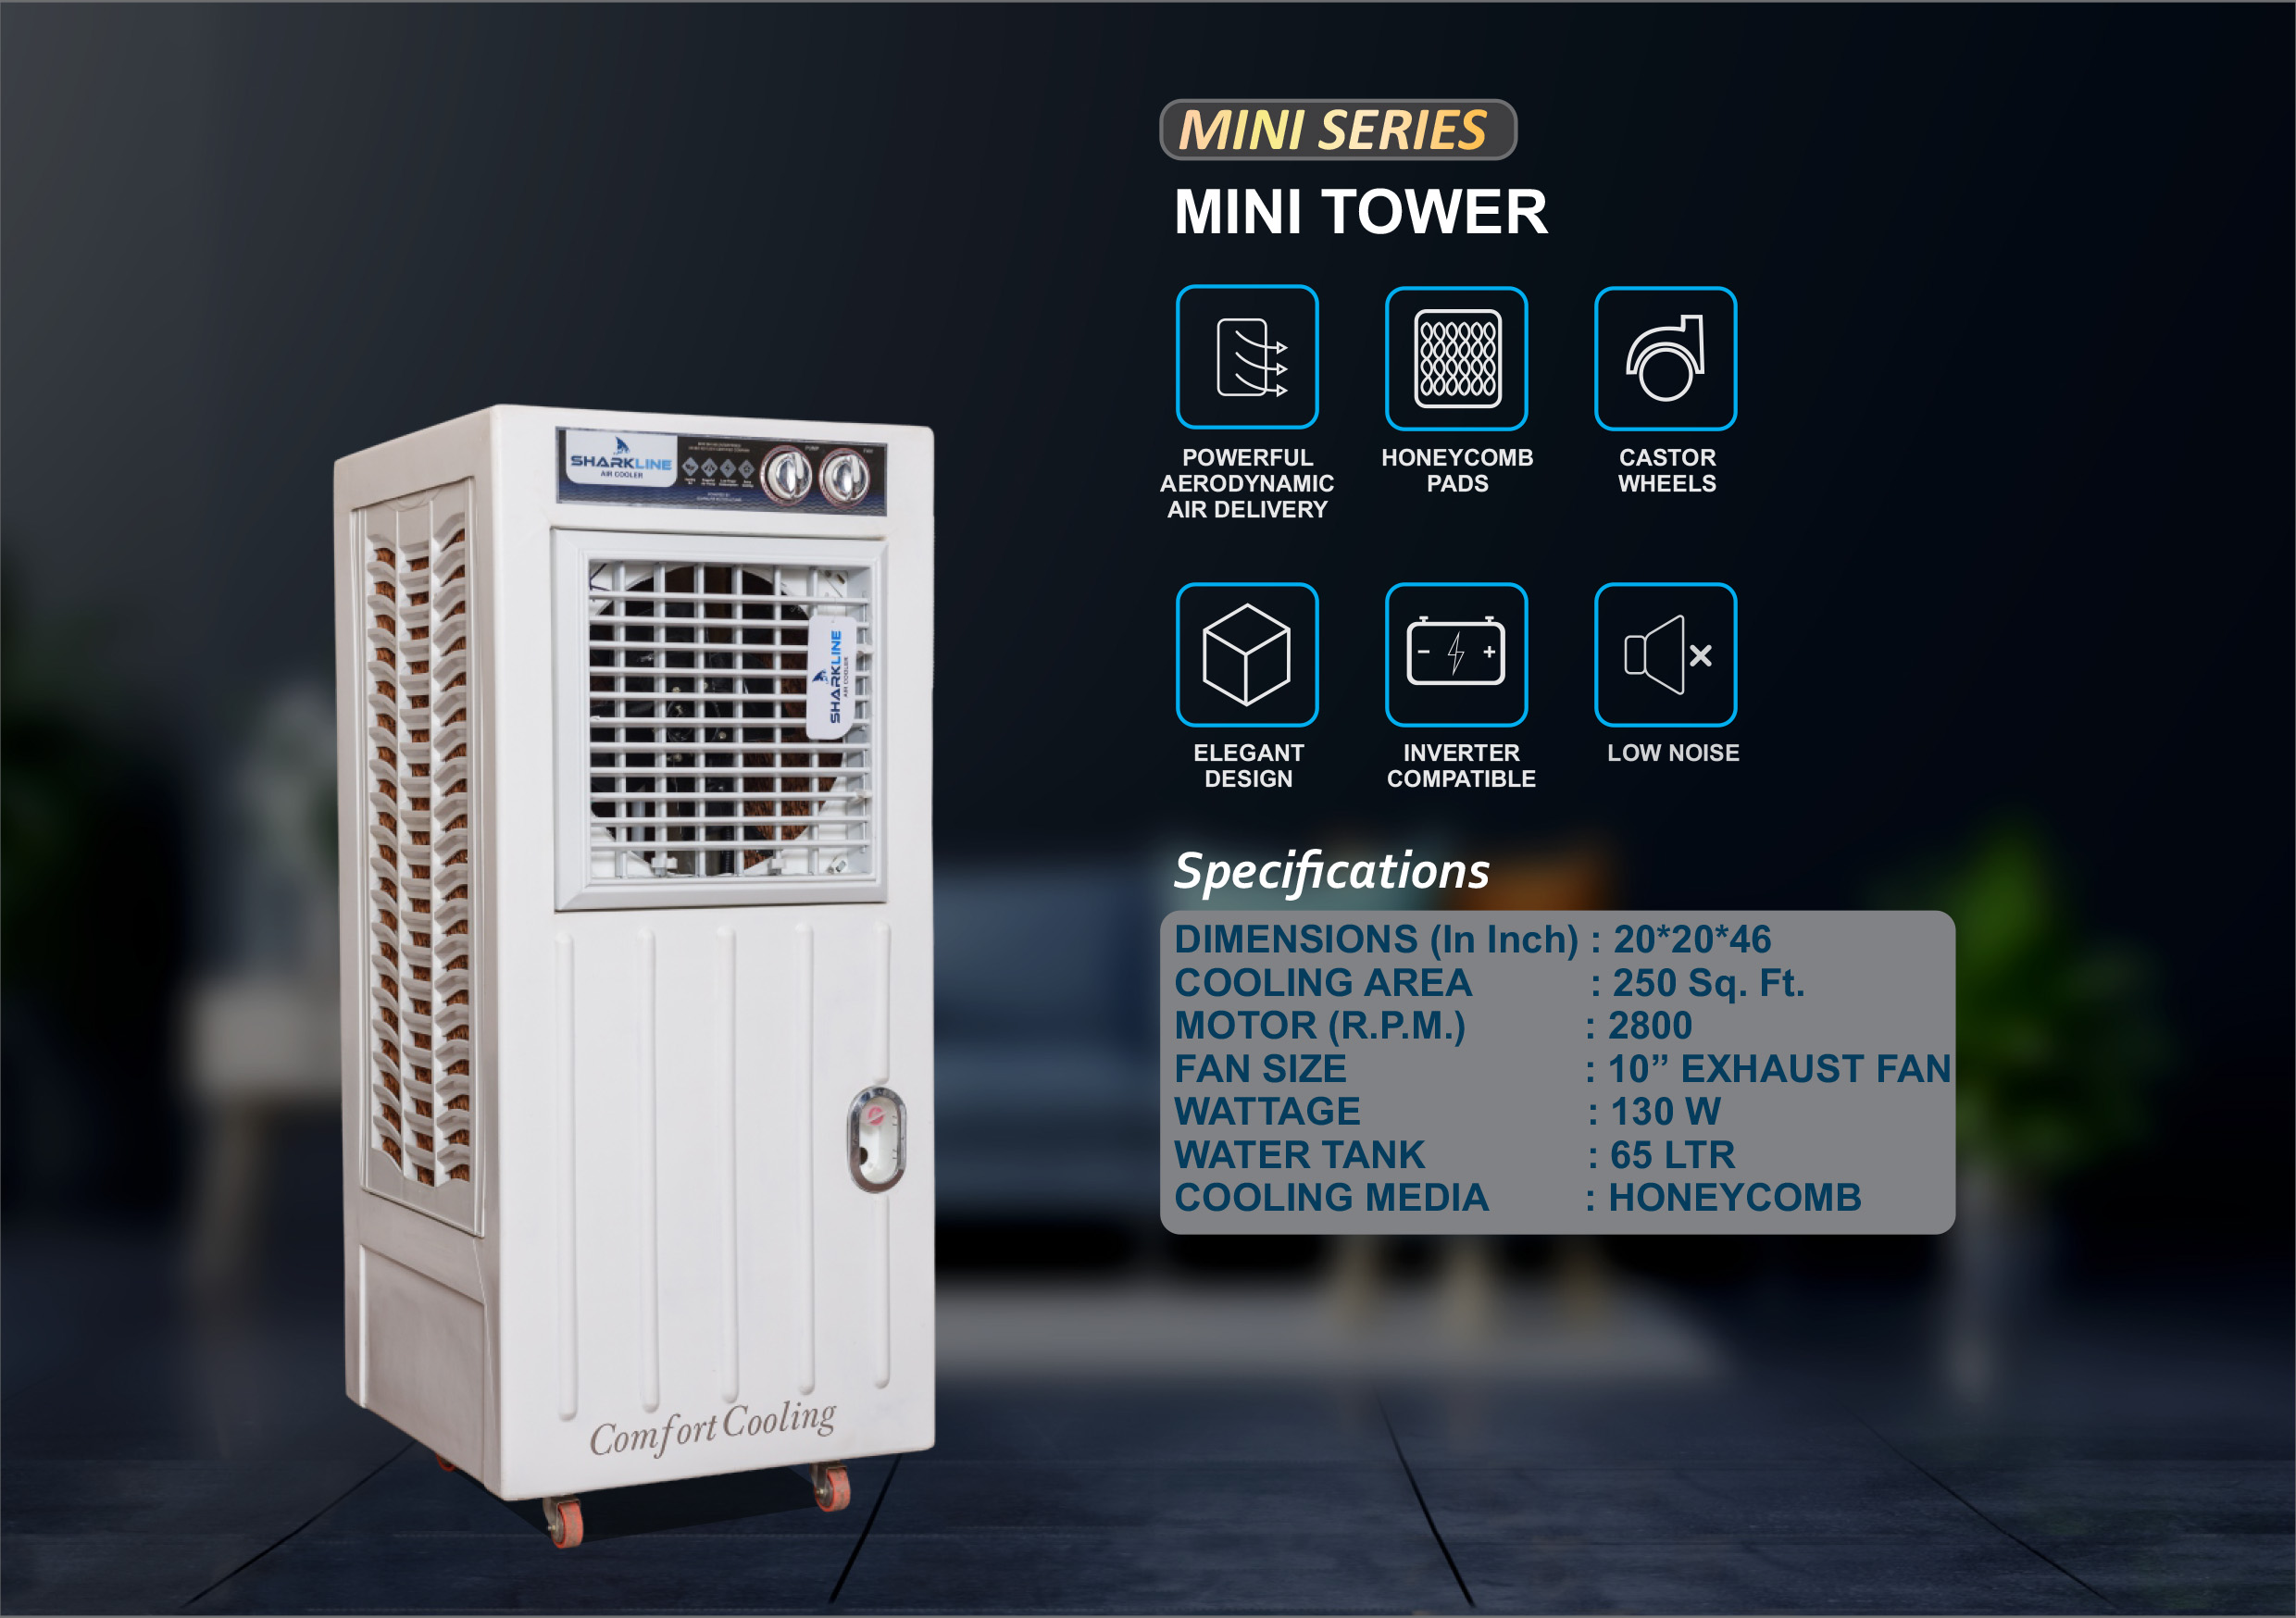 MINI SERIES
MINI TOWER
POWERFUL
AERODYNAMIC
AIR DELIVERY
HONEYCOMB
PADS
CASTOR
WHEELS
ELEGANT
DESIGN
INVERTER
COMPATIBLE
LOW NOISE
Specifications
DIMENSIONS (In Inch) : 20*20*46
COOLING AREA : 250 Sq. Ft.
MOTOR (R.P.M.) : 2800
FAN SIZE : 10” EXHAUST FAN
WATTAGE : 130 W
WATER TANK : 65 LTR
COOLING MEDIA : HONEYCOMB
SHARKLINE
AIR COOLER
PUMP
FAN
SHARKLINE
AIR COOLER
Comfort Cooling